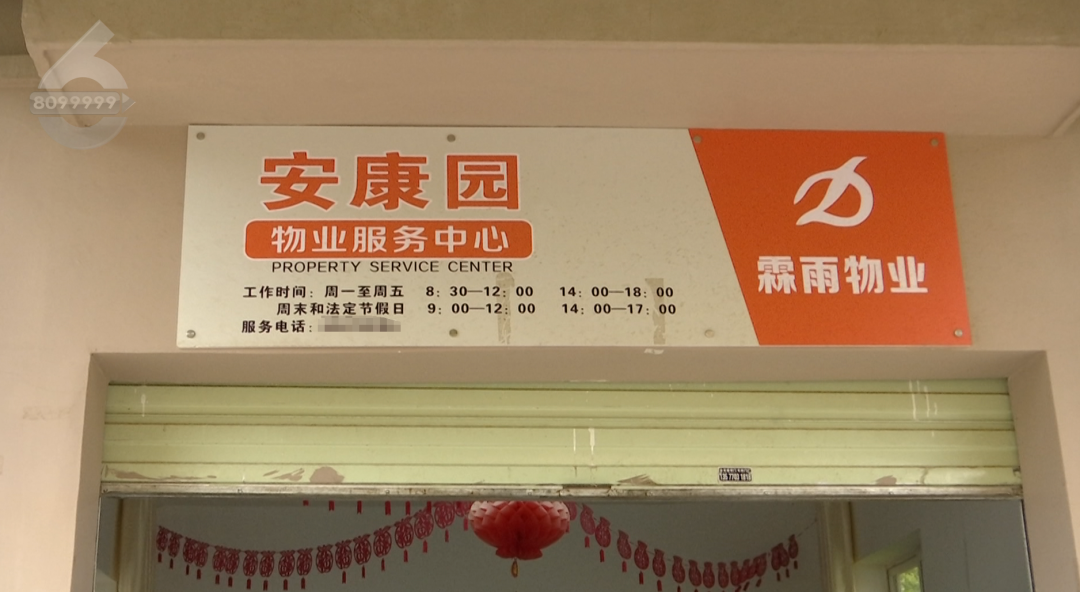 8099999
安康园
物业服务中心
PROPERTY SERVICE CENTER
工作时间：周一至周五 8：30—12：00 14：00—18：00
周末和法定节假日 9：00—12：00 14：00—17：00
服务电话：
霖雨物业